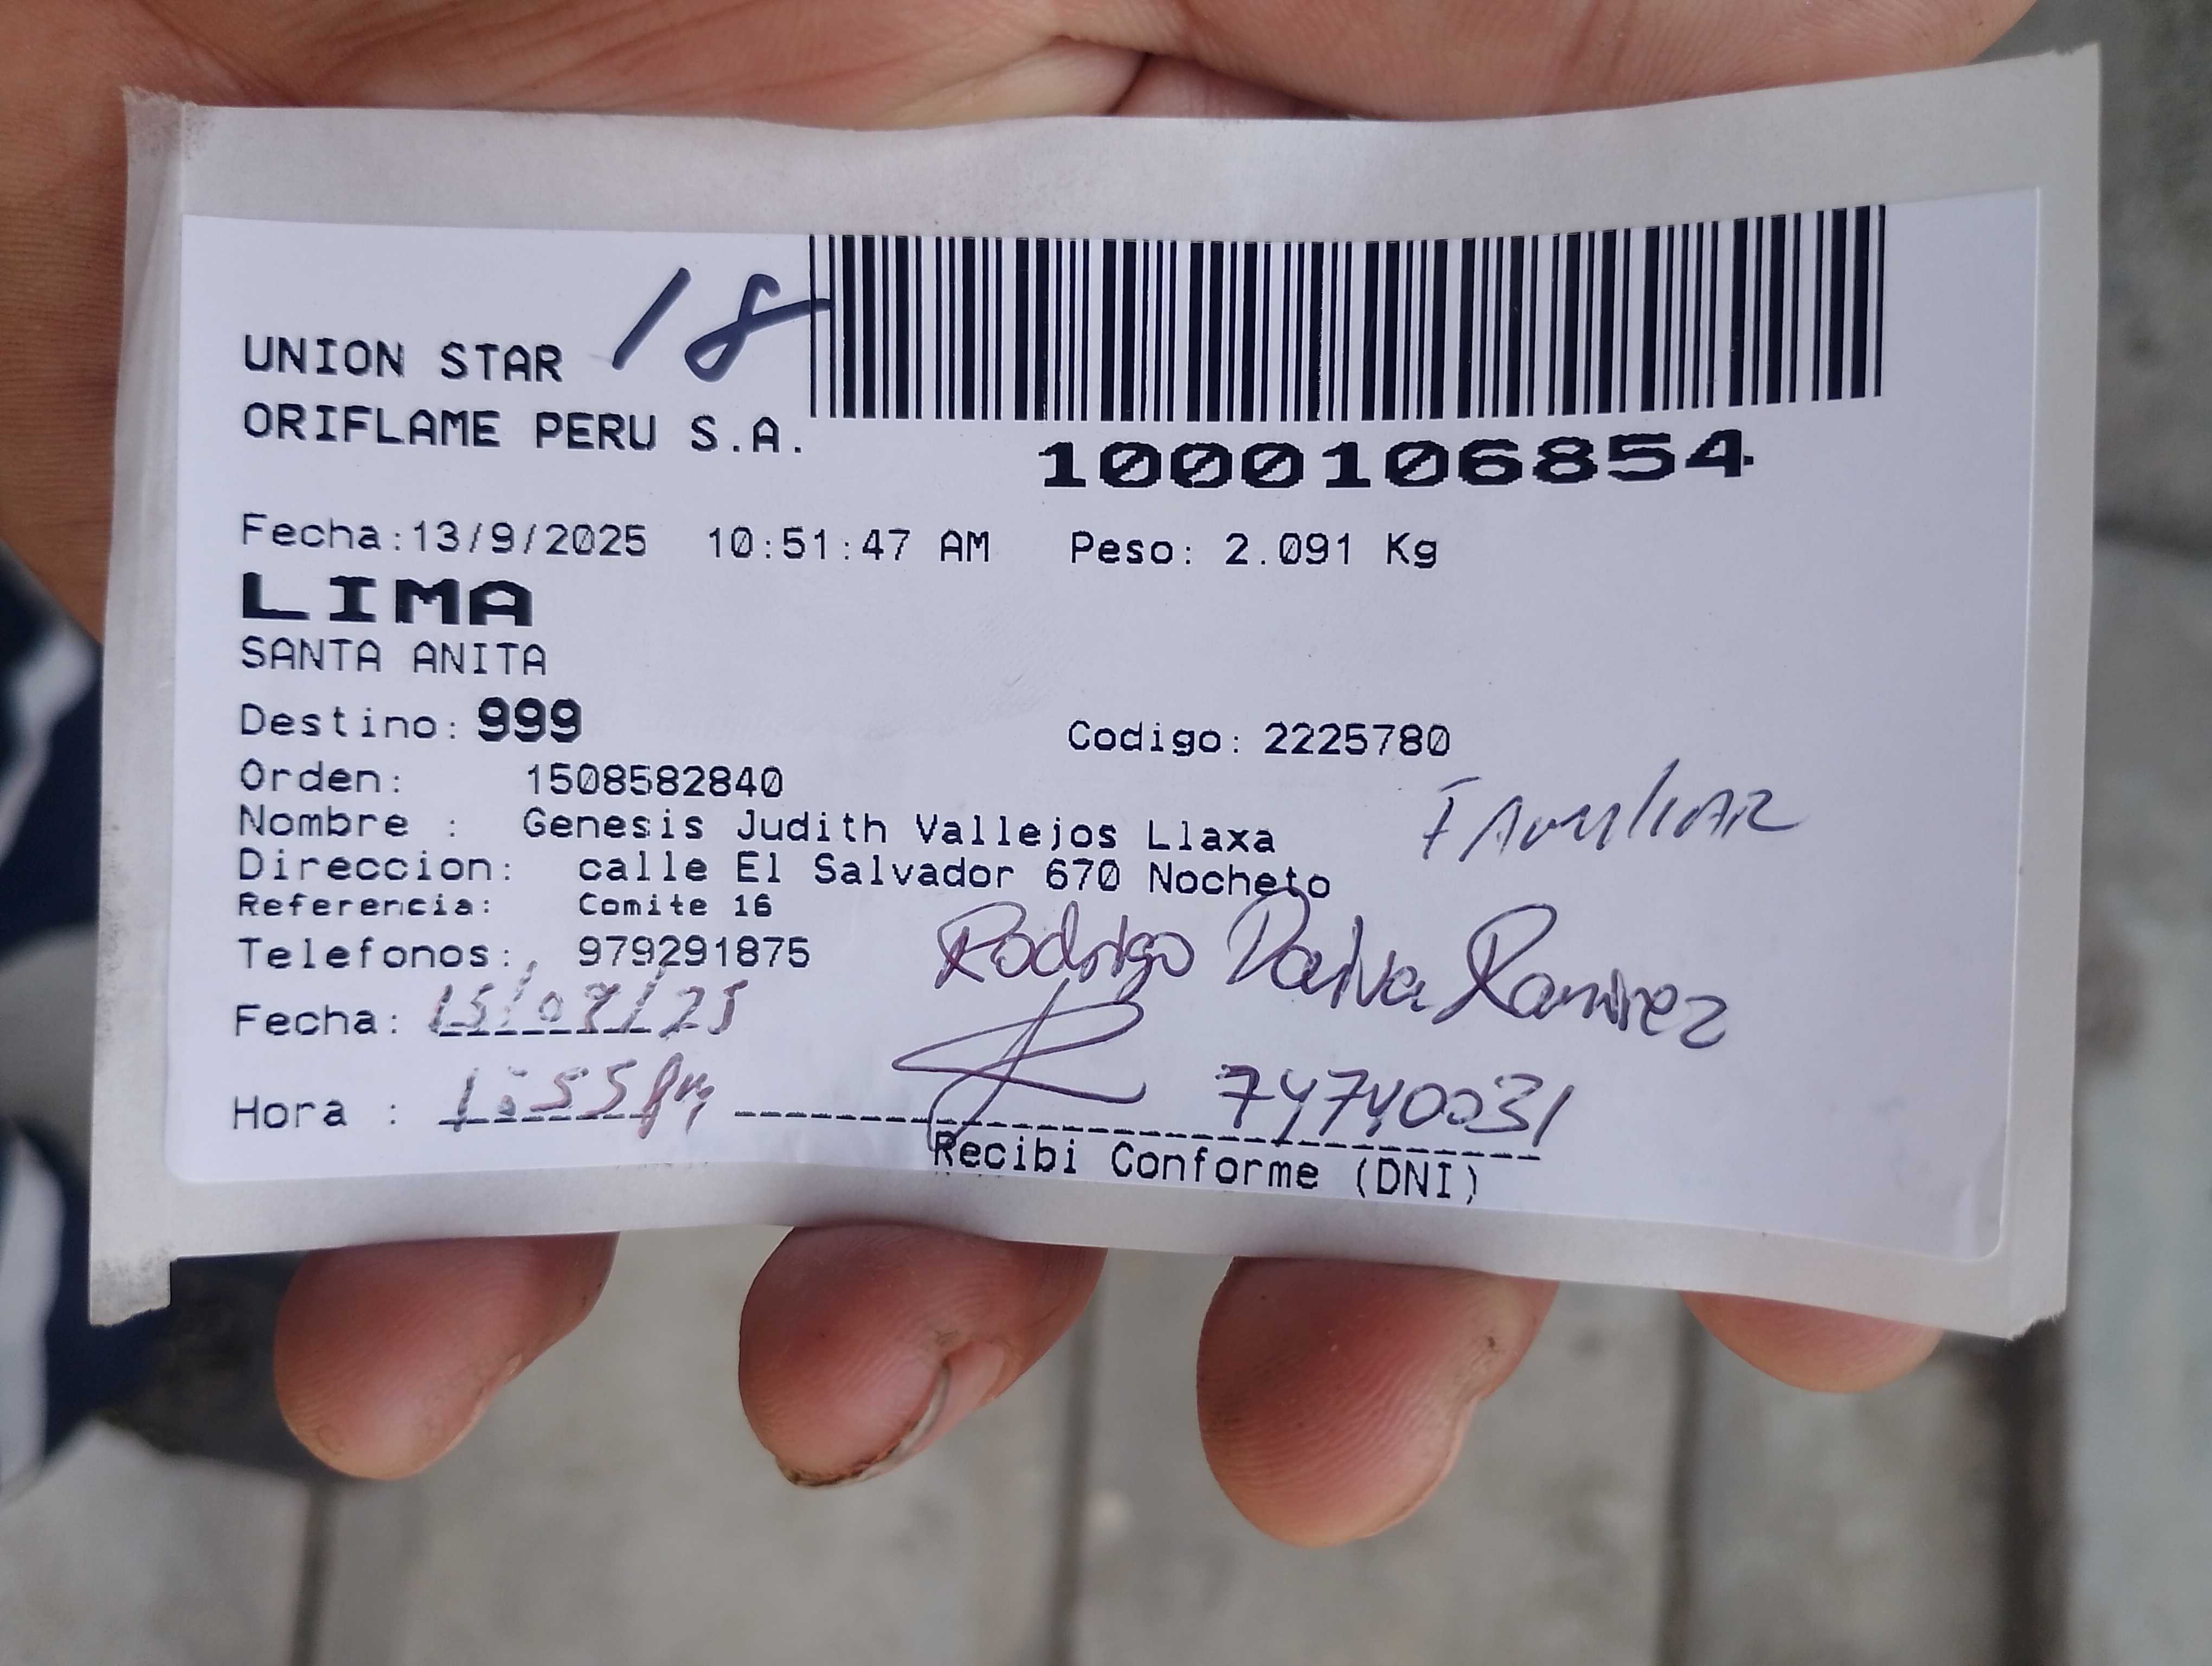 18
UNION STAR
ORIFLAME PERU S.A.
1000106854
Fecha:13/9/2025 10:51:47 AM Peso: 2.091 Kg
LIMA
SANTA ANITA
Destino: 999 Codigo: 2225780
Orden: 1508582840
Nombre : Genesis Judith Vallejos Llaxa
FAMILIAR
Direccion: calle El Salvador 670 Nocheto
Referencia: Comite 16
Telefonos: 979291875
Rodrigo Ramirez
Fecha: 15/09/25
Hora : 1:55 pm
74740031
Recibi Conforme (DNI)